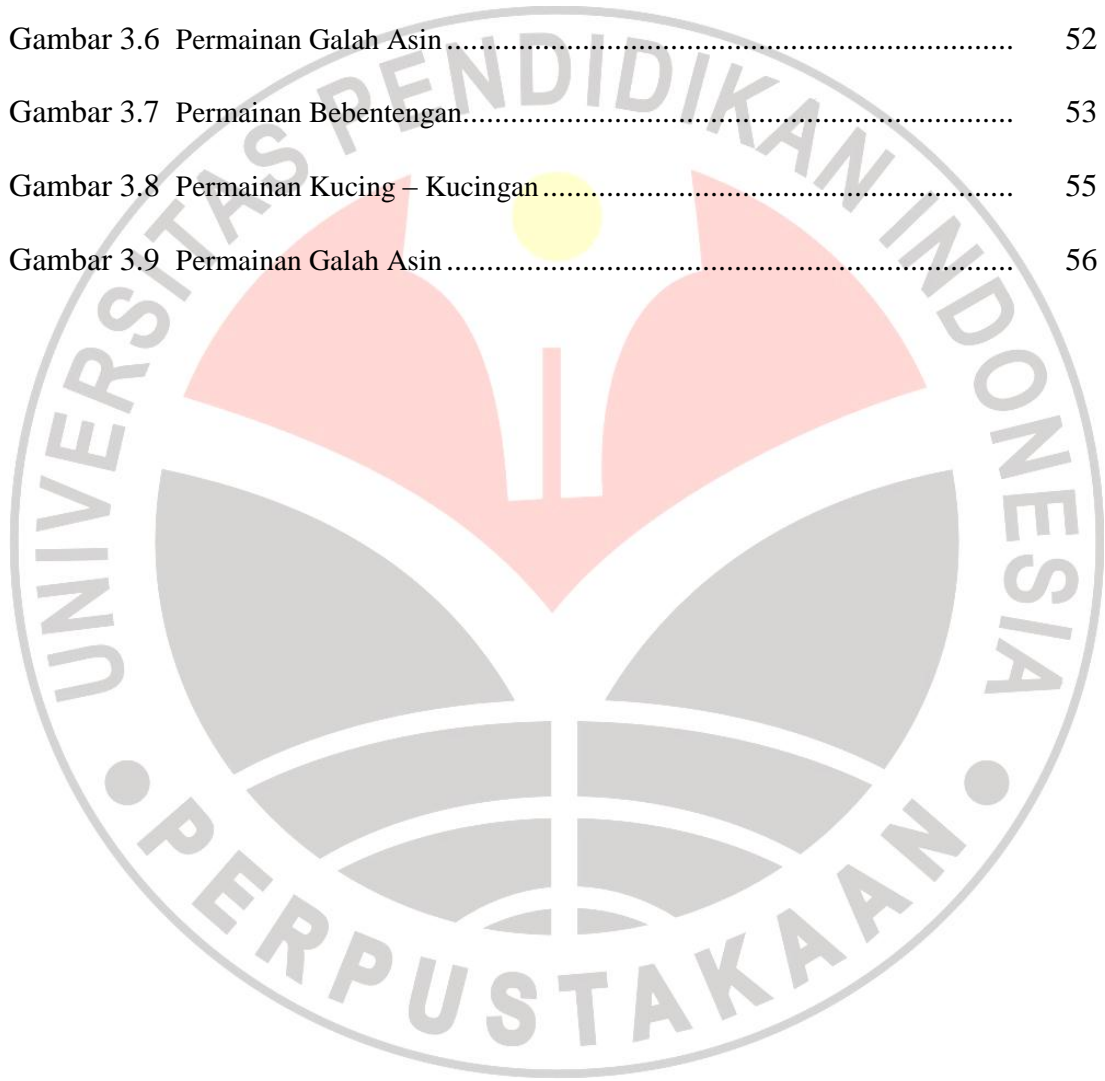 Gambar 3.6 Permainan Galah Asin ........................................................................ 52
Gambar 3.7 Permainan Bebentengan...................................................................... 53
Gambar 3.8 Permainan Kucing – Kucingan ............................................................ 55
Gambar 3.9 Permainan Galah Asin ........................................................................ 56
UNIVERSITAS PENDIDIKAN INDONESIA
PERPUSTAKAAN